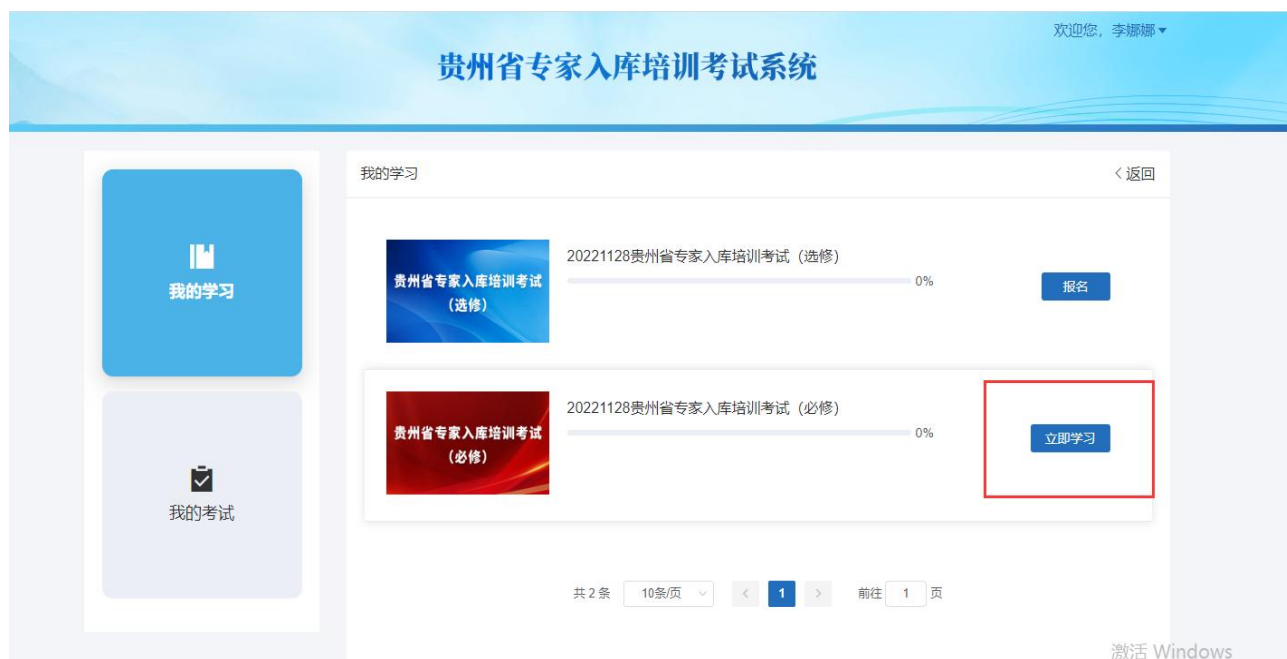 欢迎您，李娜娜
贵州省专家入库培训考试系统
我的学习
我的考试
我的学习
<返回
贵州省专家入库培训考试
（选修）
20221128贵州省专家入库培训考试（选修）
0%
报名
贵州省专家入库培训考试
（必修）
20221128贵州省专家入库培训考试（必修）
0%
立即学习
共 2 条 10条/页 < 1 > 前往 1 页
激活 Windows